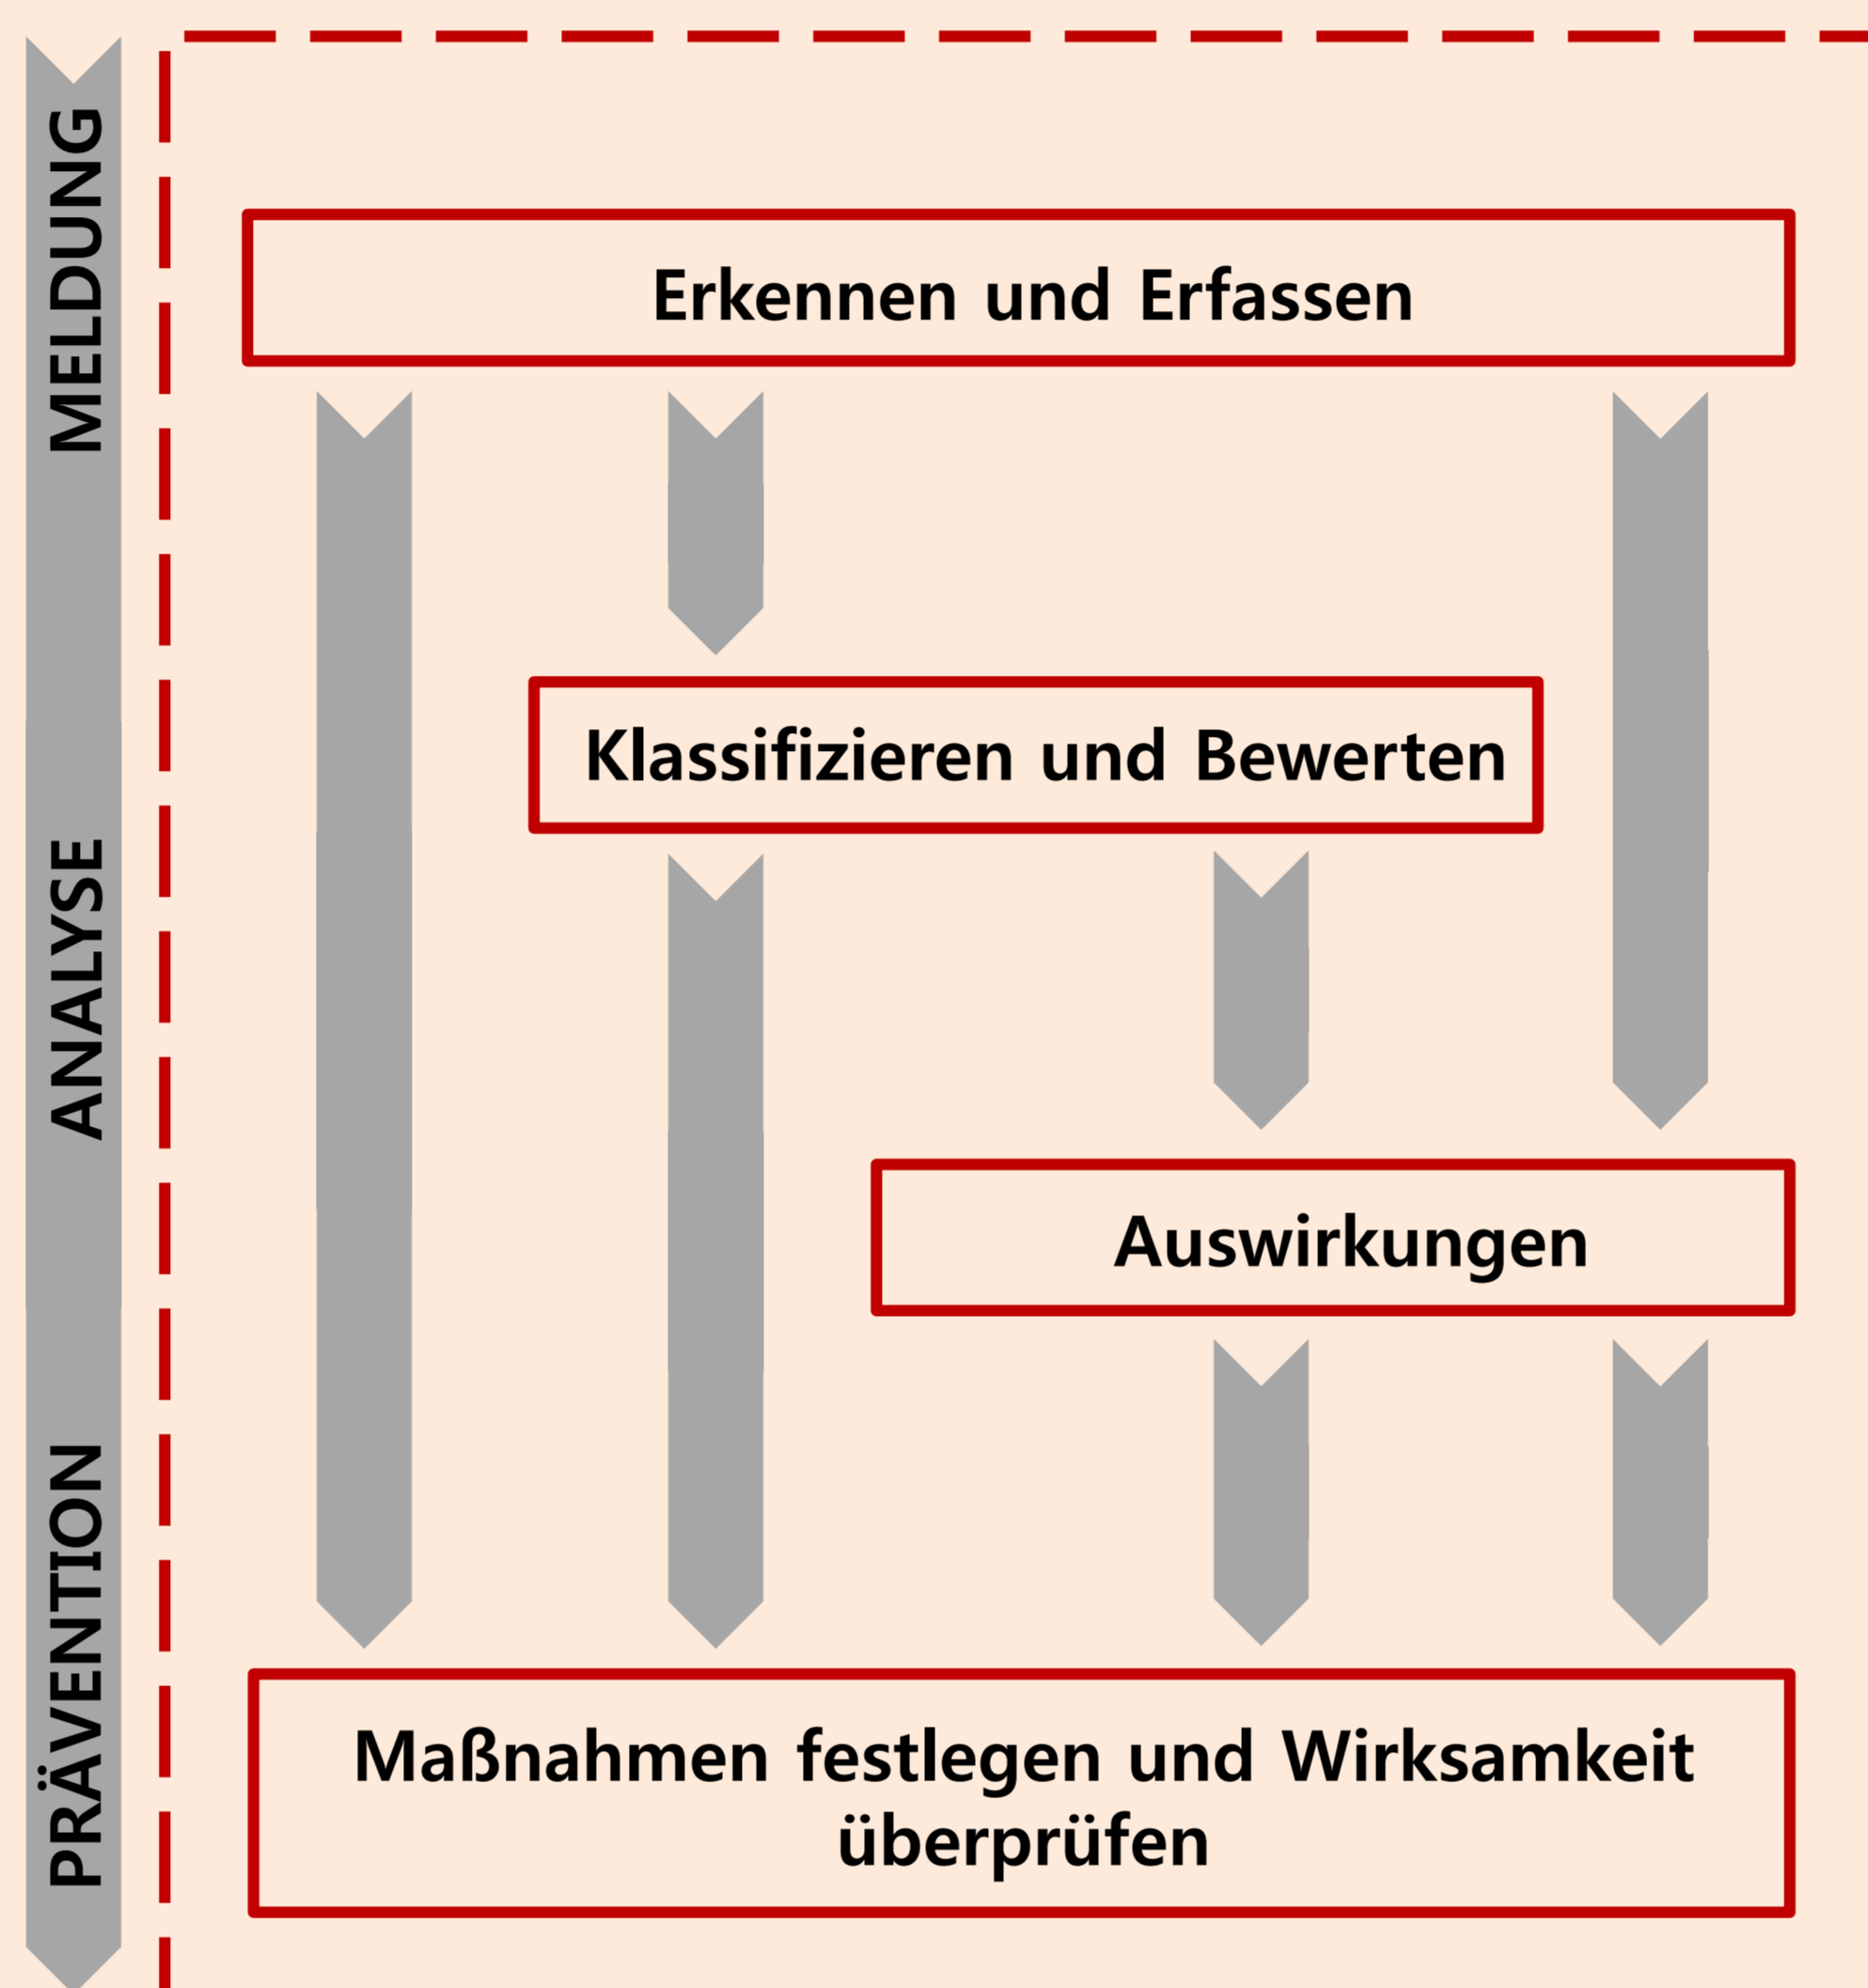 MELDUNG
Erkennen und Erfassen
Klassifizieren und Bewerten
ANALYSE
Auswirkungen
PRÄVENTION
Maßnahmen festlegen und Wirksamkeit
überprüfen